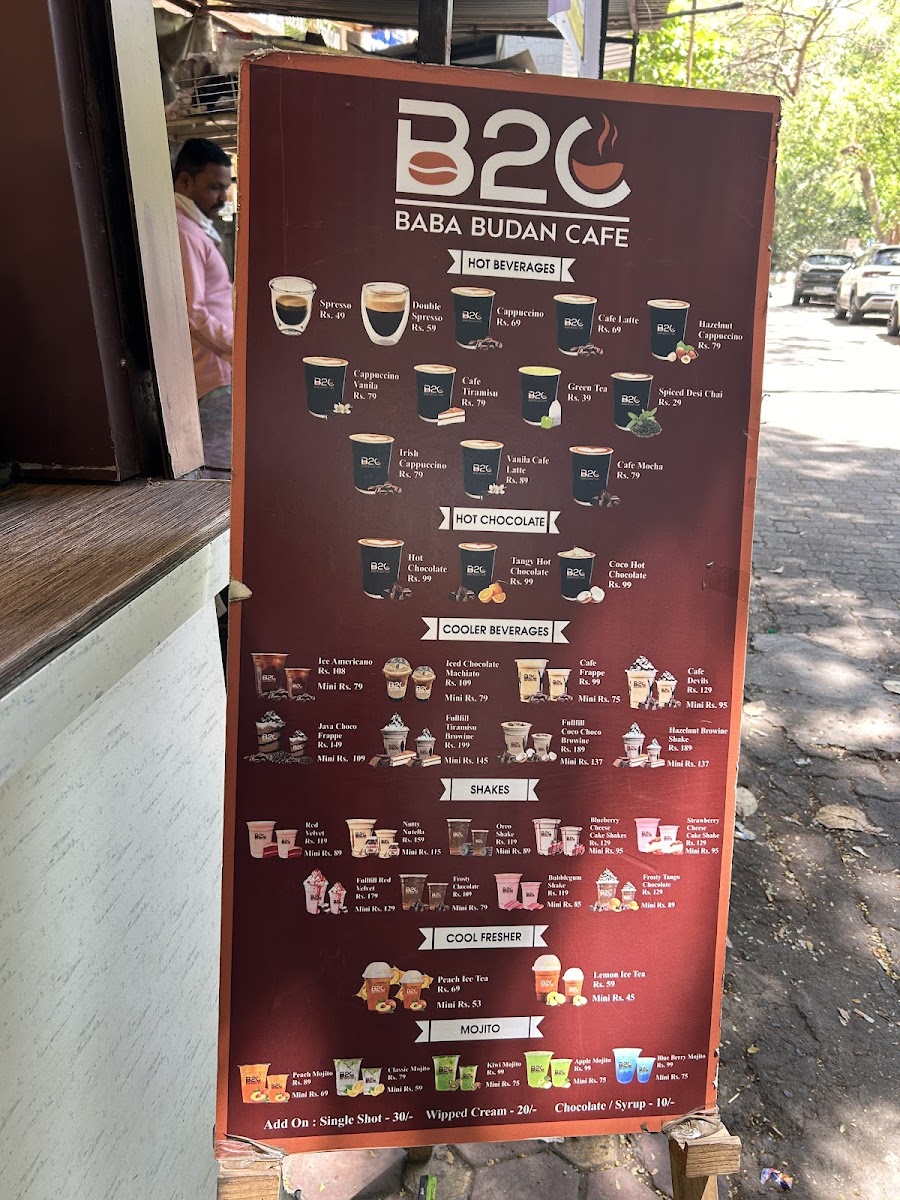 B2C
BABA BUDAN CAFE
HOT BEVERAGES
Spresso
Rs. 49
Double
Spresso
Rs. 59
Cappuccino
Rs. 69
Cafe Latte
Rs. 69
Hazelnut
Cappuccino
Rs. 79
Cappuccino
Vanila
Rs. 79
Cafe
Tiramisu
Rs. 79
Green Tea
Rs. 39
Spiced Desi Chai
Rs. 29
Irish
Cappuccino
Rs. 79
Vanila Cafe
Latte
Rs. 89
Cafe Mocha
Rs. 79
HOT CHOCOLATE
Hot
Chocolate
Rs. 99
Tangy Hot
Chocolate
Rs. 99
Coco Hot
Chocolate
Rs. 99
COOLER BEVERAGES
Ice Americano
Rs. 108
Mini Rs. 79
Iced Chocolate
Machiato
Rs. 109
Mini Rs. 79
Cafe
Frappe
Rs. 99
Mini Rs. 75
Cafe
Devils
Rs. 129
Mini Rs. 95
Java Choco
Frappe
Rs. 149
Mini Rs. 109
Fullfill
Tiramisu
Browine
Rs. 199
Mini Rs. 145
Fullfill
Coco Choco
Browine
Rs. 189
Mini Rs. 137
Hazelnut Browine
Shake
Rs. 189
Mini Rs. 137
SHAKES
Red
Velvet
Rs. 119
Mini Rs. 89
Nutty
Nutella
Rs. 159
Mini Rs. 115
Oreo
Shake
Rs. 119
Mini Rs. 89
Blueberry
Cheese
Cake Shakes
Rs. 129
Mini Rs. 95
Strawberry
Cheese
Cake Shake
Rs. 129
Mini Rs. 95
Fullfill Red
Velvet
Rs. 179
Mini Rs. 129
Frosty
Chocolate
Rs. 109
Mini Rs. 79
Bubblegum
Shake
Rs. 119
Mini Rs. 85
Frosty Tango
Chocolate
Rs. 129
Mini Rs. 89
COOL FRESHER
Peach Ice Tea
Rs. 69
Mini Rs. 53
Lemon Ice Tea
Rs. 59
Mini Rs. 45
MOJITO
Peach Mojito
Rs. 89
Mini Rs. 69
Classic Mojito
Rs. 79
Mini Rs. 59
Kiwi Mojito
Rs. 99
Mini Rs. 75
Apple Mojito
Rs. 99
Mini Rs. 75
Blue Berry Mojito
Rs. 99
Mini Rs. 75
Add On : Single Shot - 30/- Wipped Cream - 20/- Chocolate / Syrup - 10/-